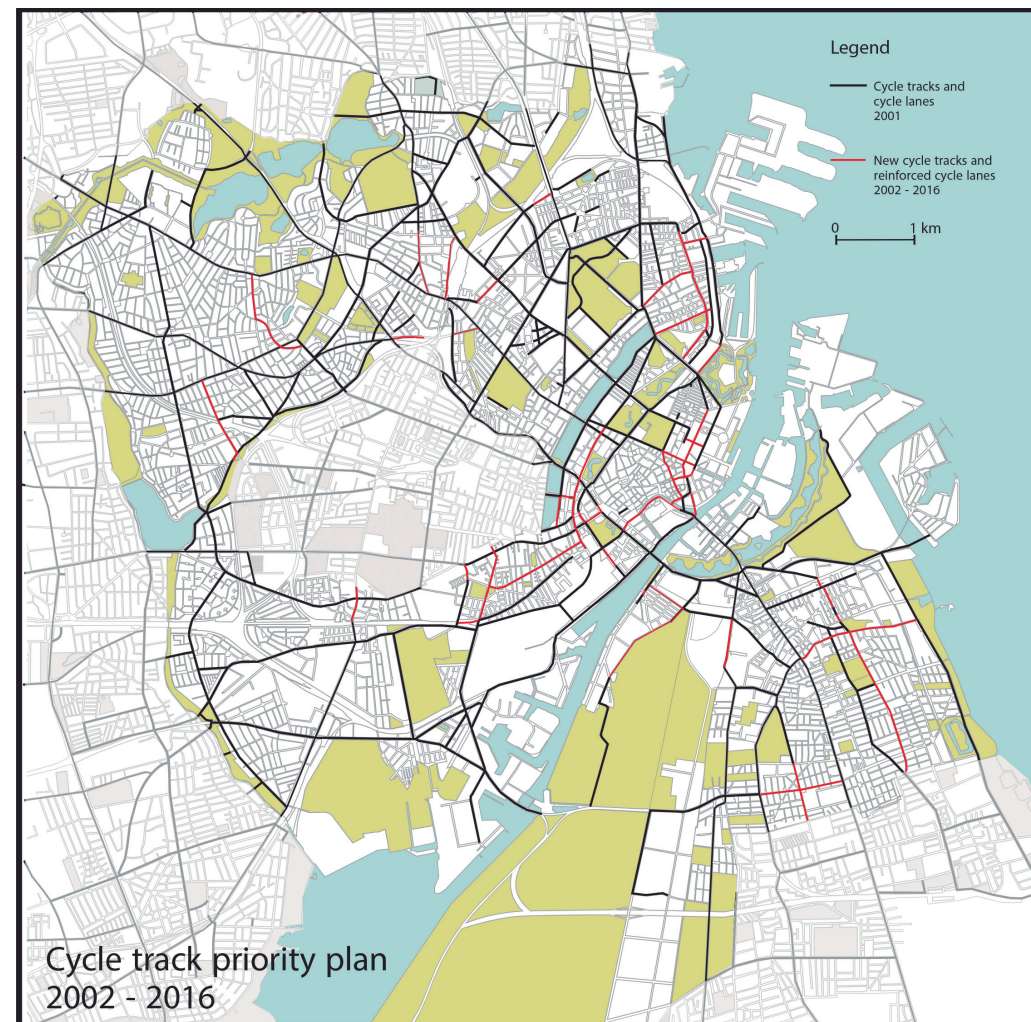 Legend
Cycle tracks and
cycle lanes
2001
New cycle tracks and
reinforced cycle lanes
2002 - 2016
0 1 km
Cycle track priority plan
2002 - 2016